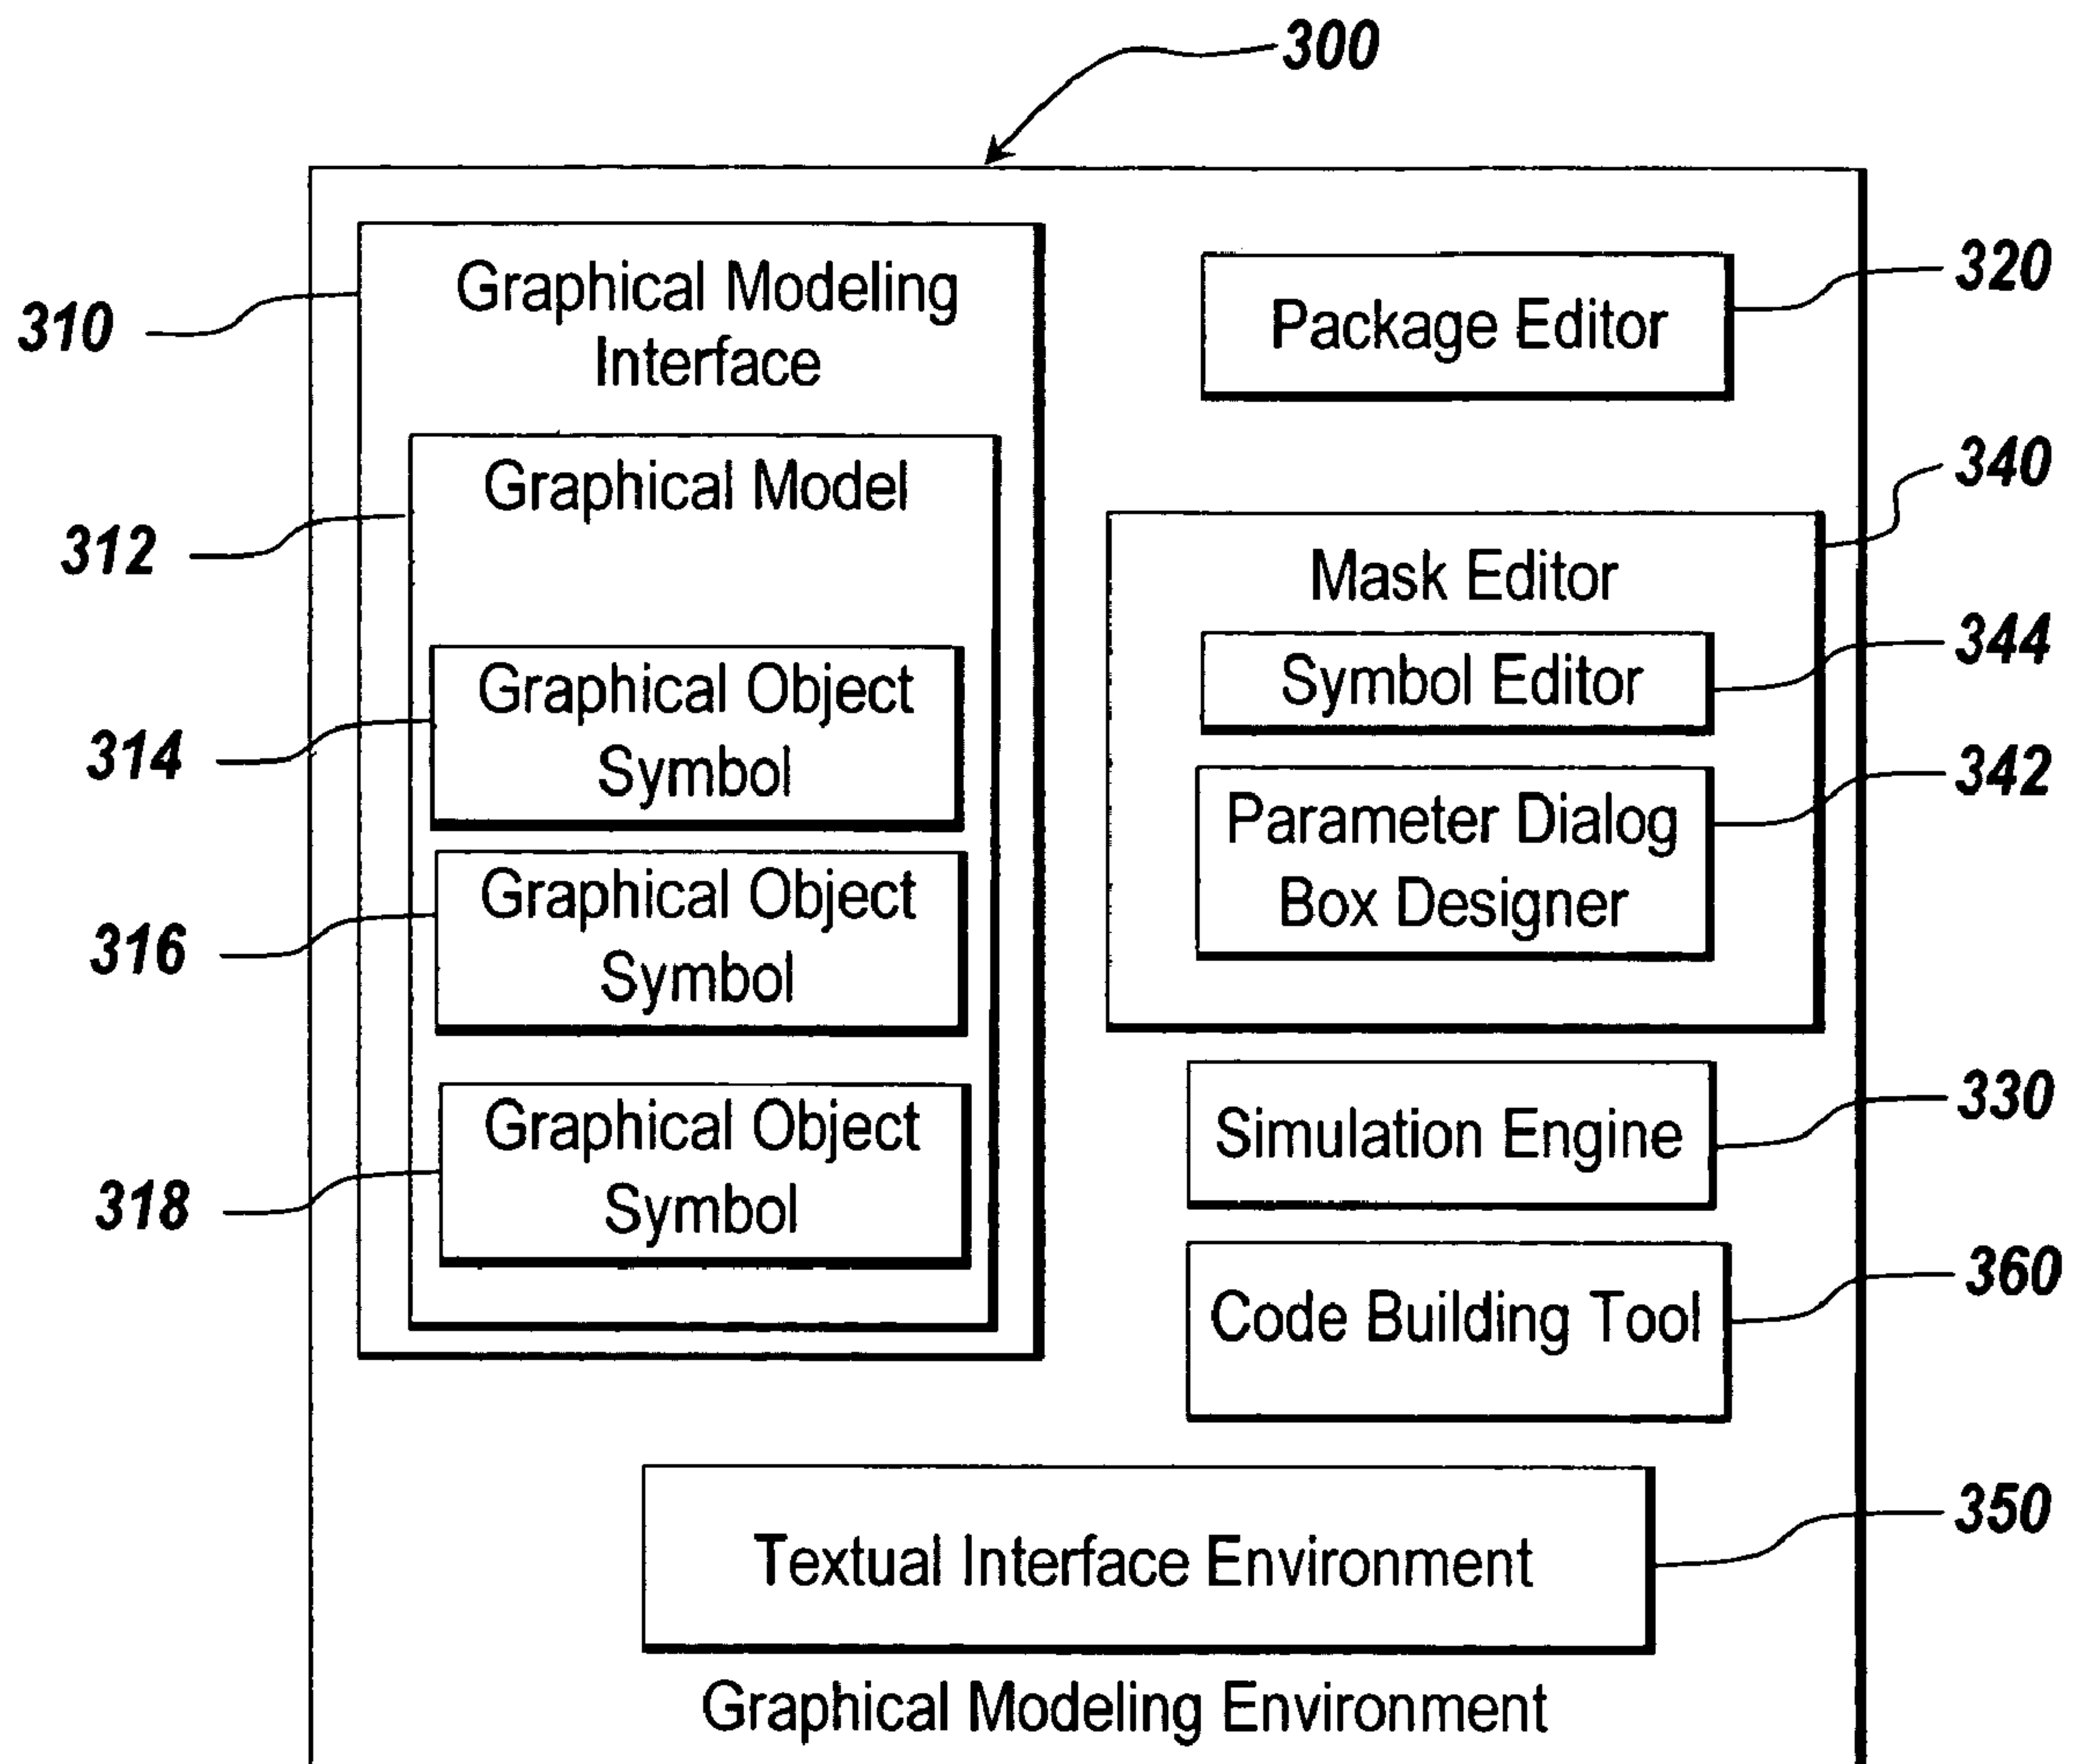 300
310
Graphical Modeling
Interface
312
Graphical Model
314
Graphical Object
Symbol
316
Graphical Object
Symbol
318
Graphical Object
Symbol
320
Package Editor
340
Mask Editor
344
Symbol Editor
342
Parameter Dialog
Box Designer
330
Simulation Engine
360
Code Building Tool
350
Textual Interface Environment
Graphical Modeling Environment